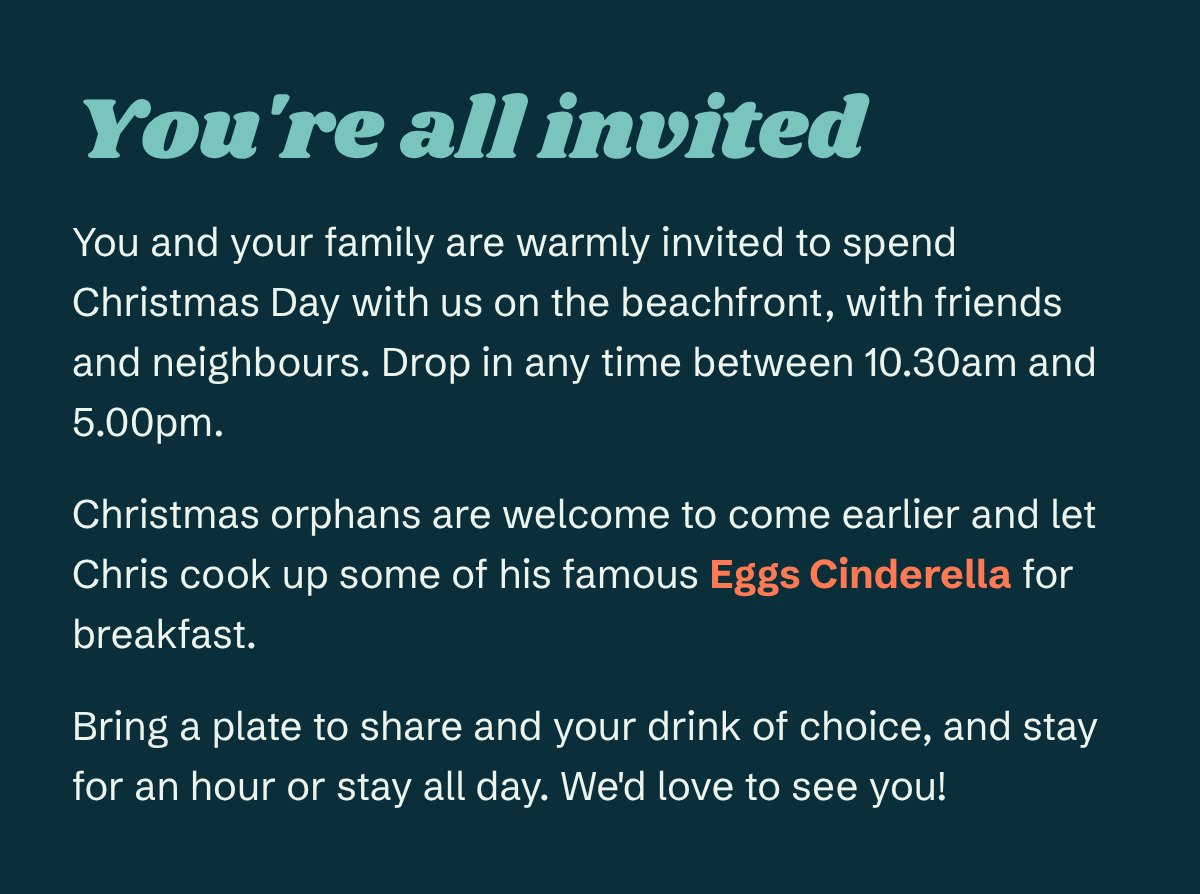 You're all invited
You and your family are warmly invited to spend
Christmas Day with us on the beachfront, with friends
and neighbours. Drop in any time between 10.30am and
5.00pm.
Christmas orphans are welcome to come earlier and let
Chris cook up some of his famous Eggs Cinderella for
breakfast.
Bring a plate to share and your drink of choice, and stay
for an hour or stay all day. We'd love to see you!